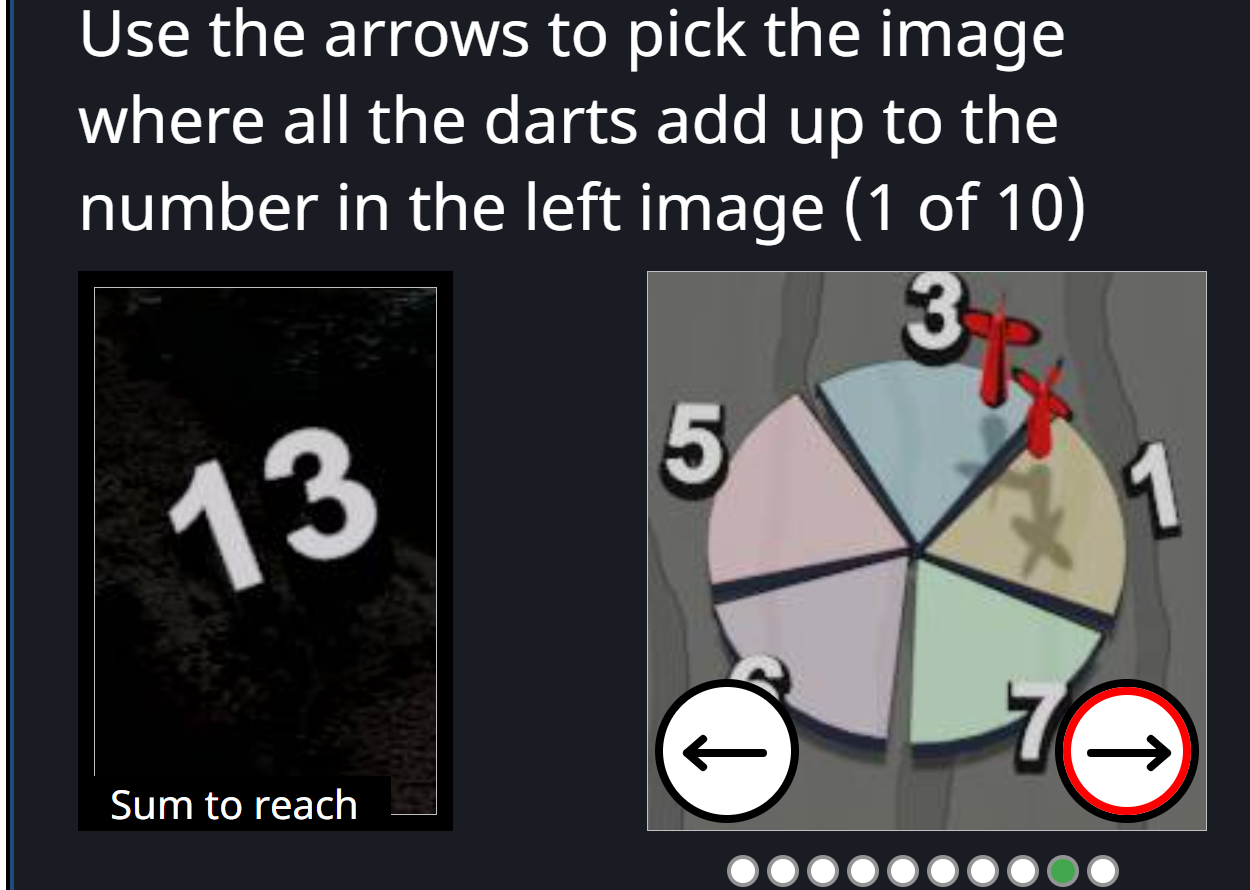 Use the arrows to pick the image
where all the darts add up to the
number in the left image (1 of 10)
13
Sum to reach
3
5
1
6
7